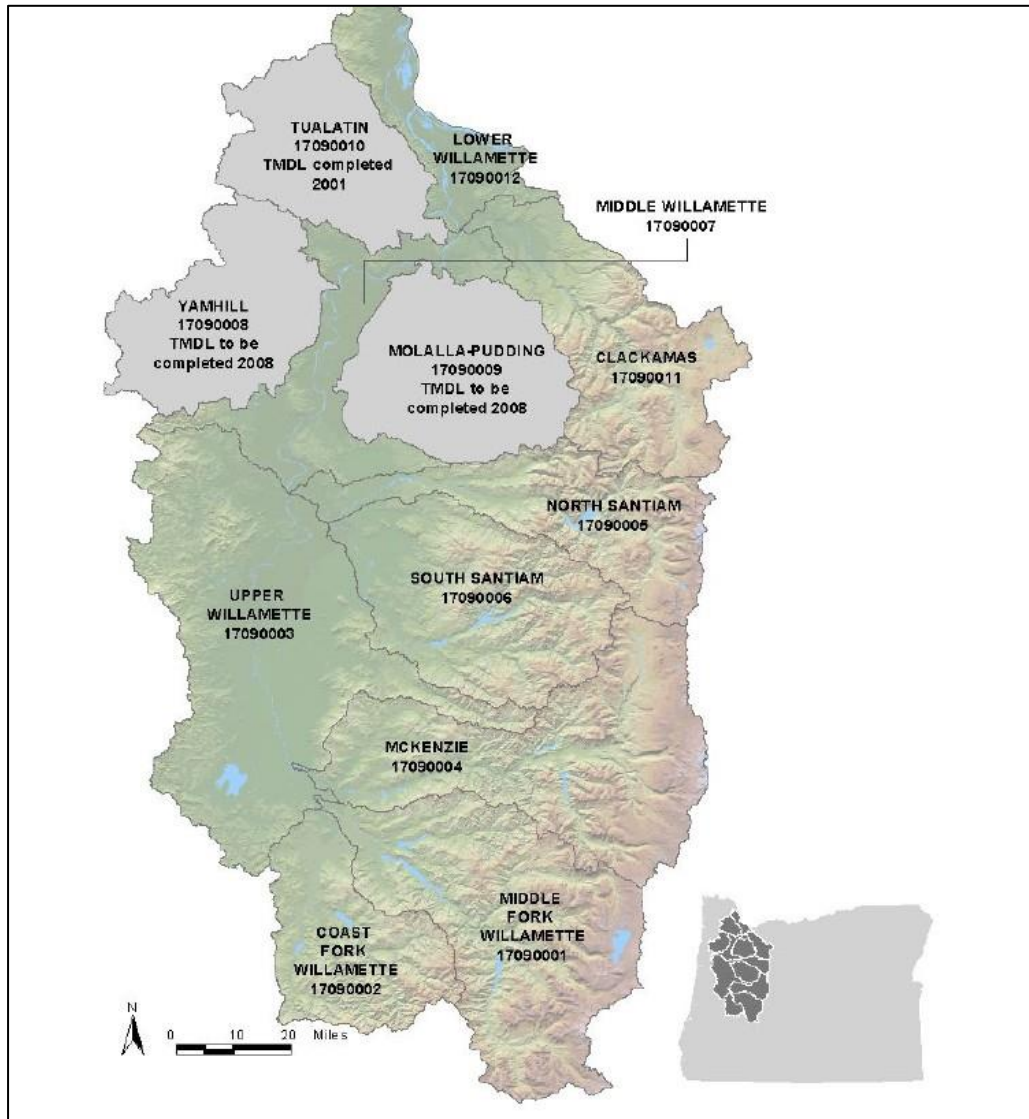 TUALATIN
17090010
TMDL completed
2001
LOWER
WILLAMETTE
17090012
MIDDLE WILLAMETTE
17090007
YAMHILL
17090008
TMDL to be
completed 2008
MOLALLA-PUDDING
17090009
TMDL to be
completed 2008
CLACKAMAS
17090011
NORTH SANTIAM
17090005
SOUTH SANTIAM
17090006
UPPER
WILLAMETTE
17090003
MCKENZIE
17090004
MIDDLE
FORK
WILLAMETTE
17090001
COAST
FORK
WILLAMETTE
17090002
N
0 10 20 Miles